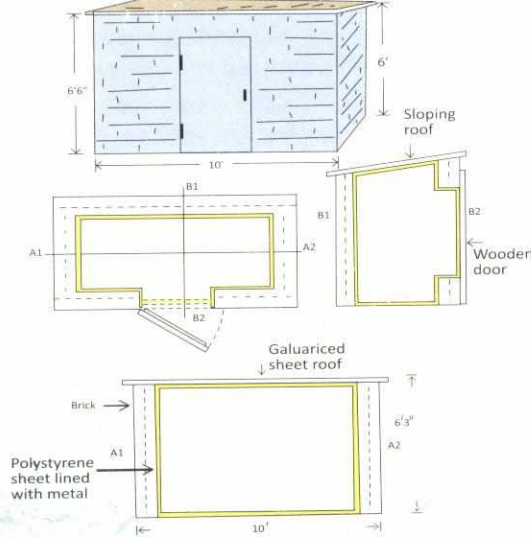 6'6"
6'
10'
Sloping
roof
B1
A1
A2
B2
B1
B2
Wooden
door
Galuariced
sheet roof
Brick
A1
6'3"
A2
Polystyrene
sheet lined
with metal
10'